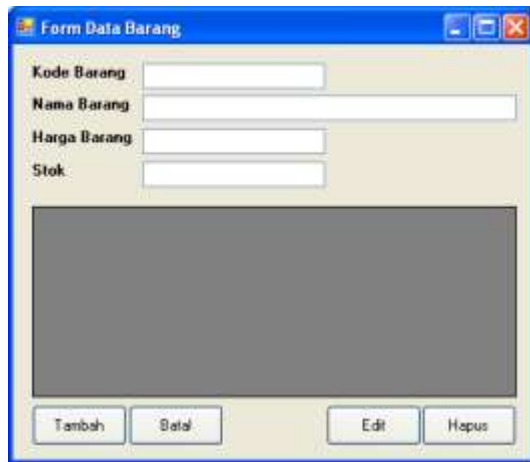 Form Data Barang
Kode Barang
Nama Barang
Harga Barang
Stok
Tambah Batal Edit Hapus